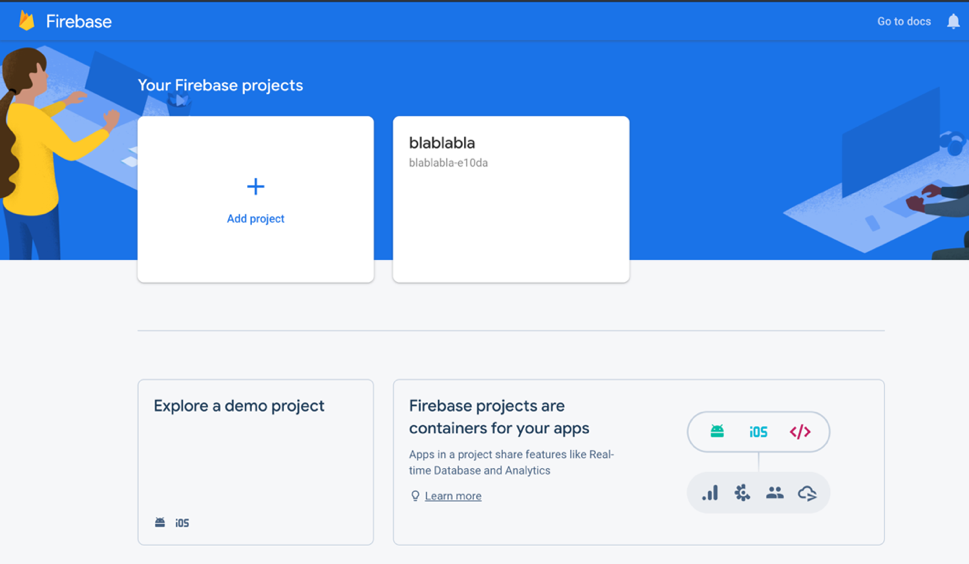 Firebase
Go to docs
Your Firebase projects
Add project
blablabla
blablabla-e10da
Explore a demo project
iOS
Firebase projects are
containers for your apps
Apps in a project share features like Real-
time Database and Analytics
Learn more
iOS